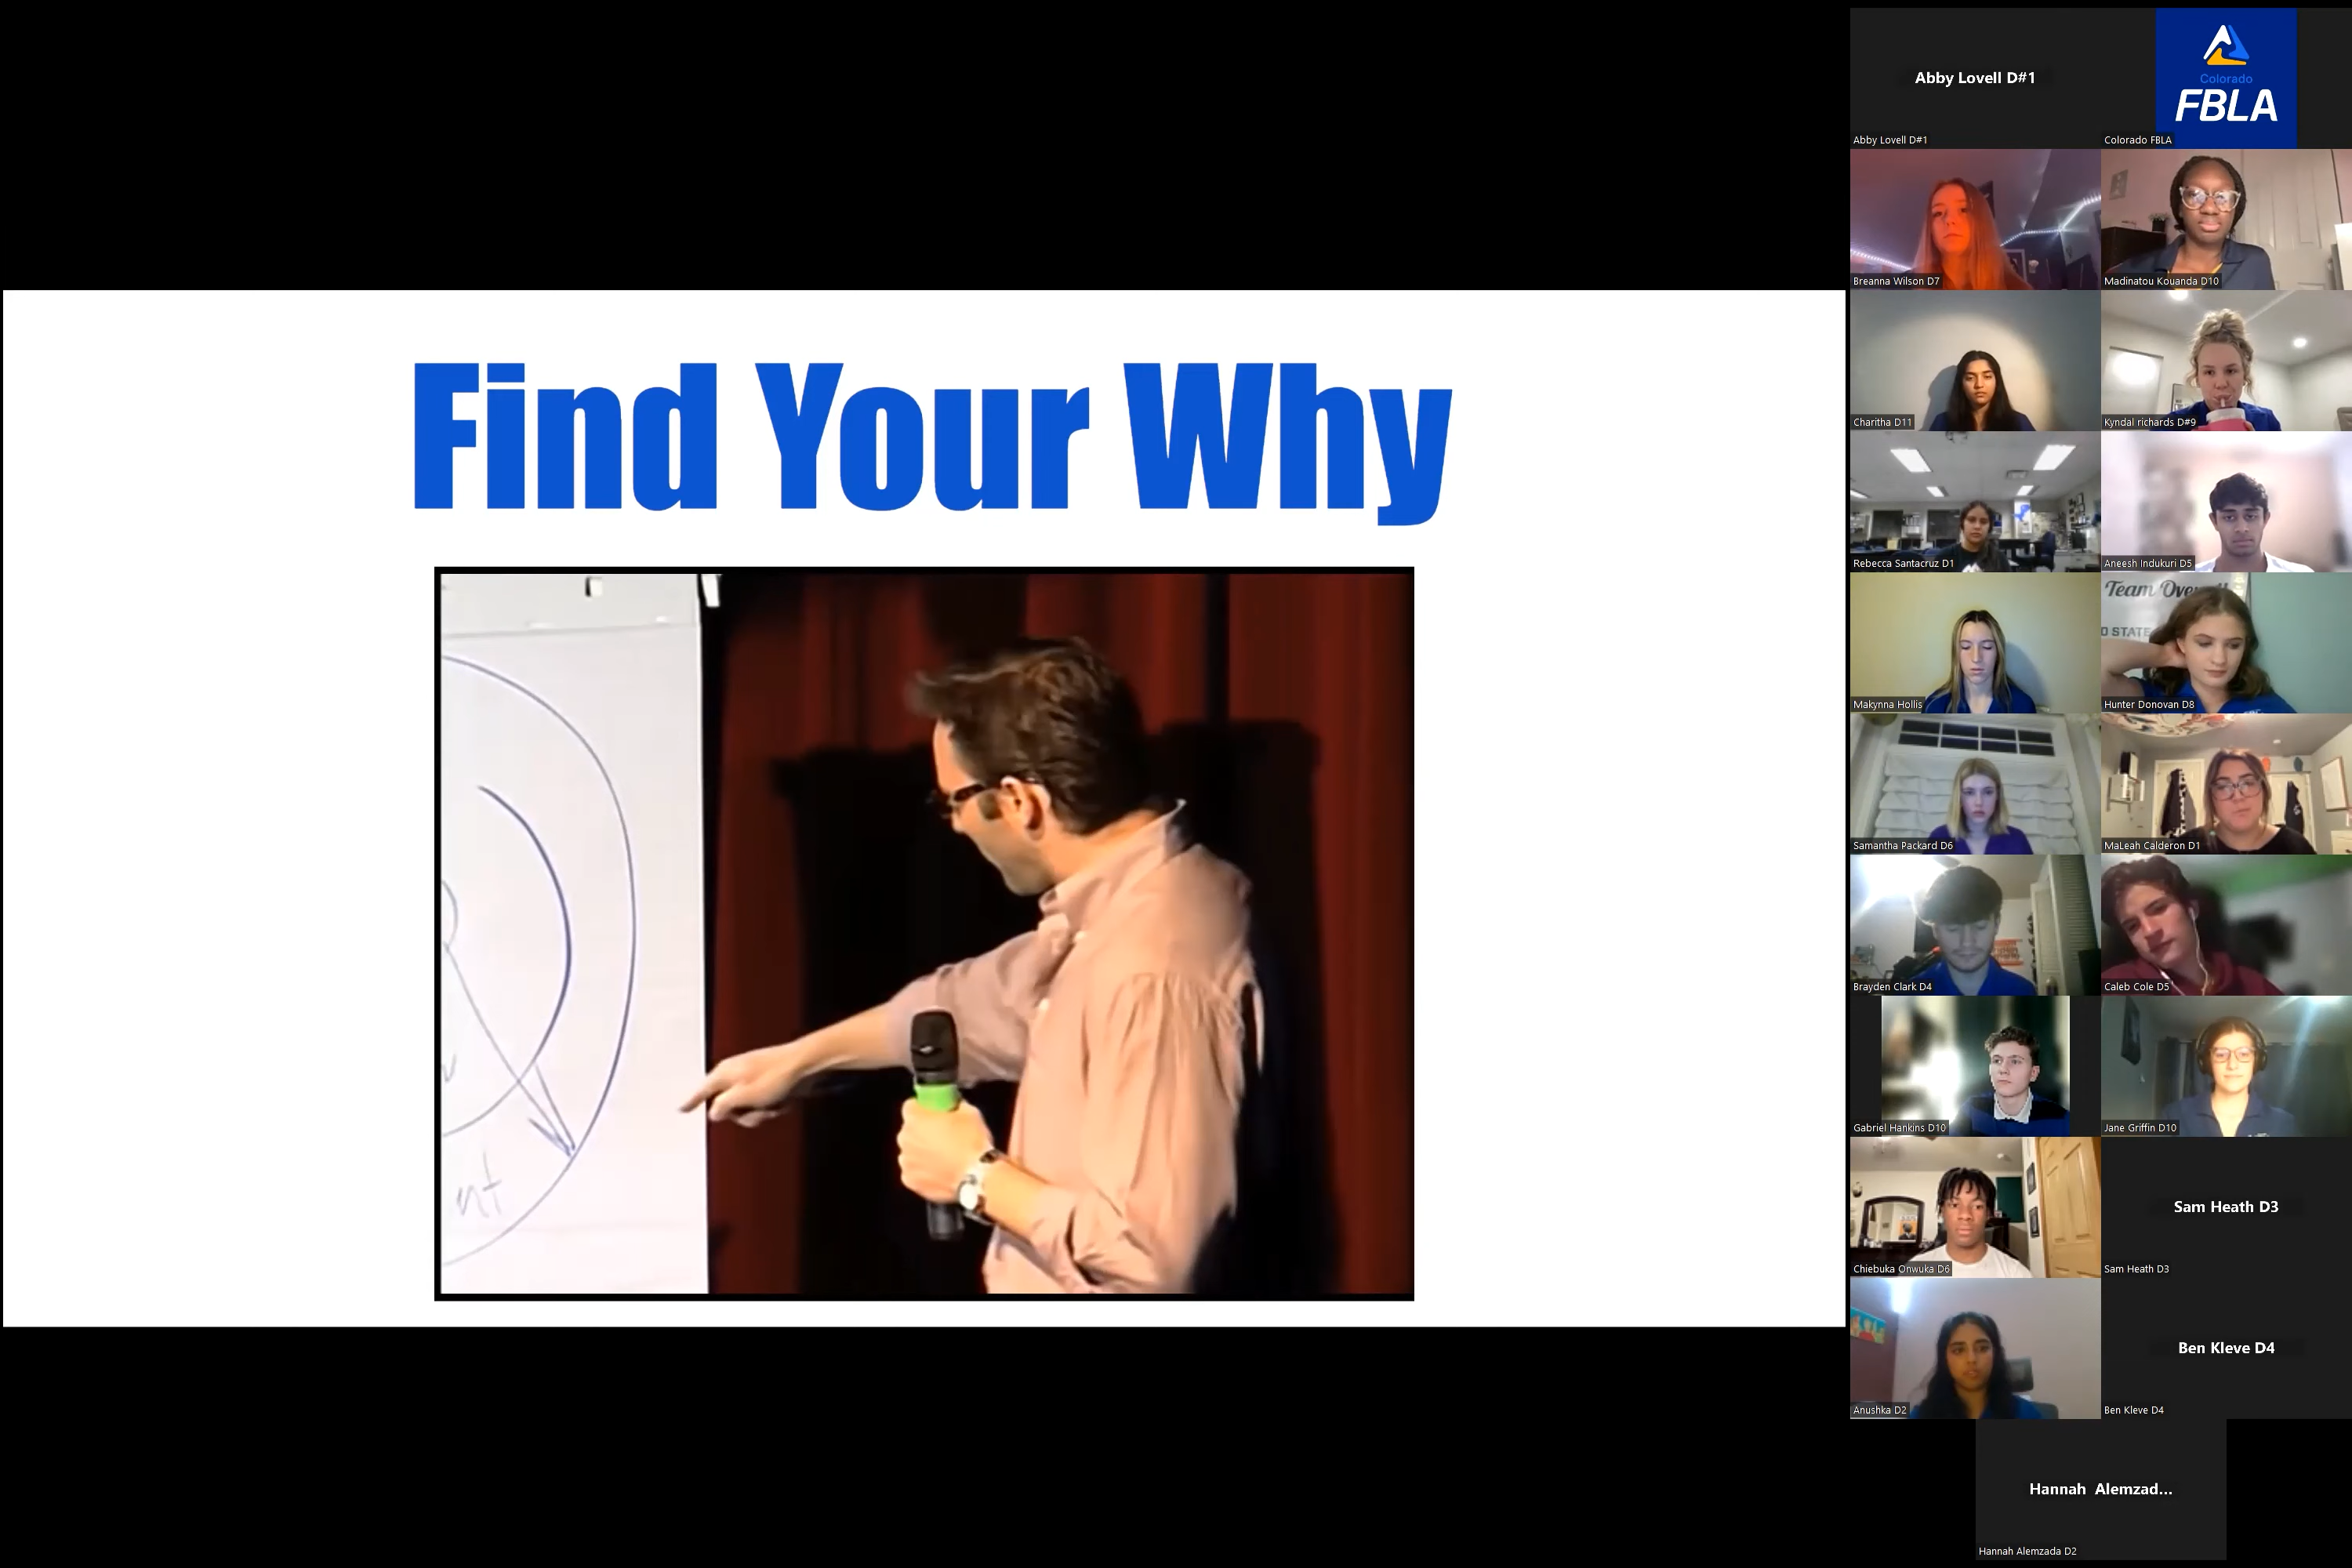 Find Your Why
nt
Abby Lovell D#1
Abby Lovell D#1
Colorado
FBLA
Colorado FBLA
Breanna Wilson D7
Madinatou Kouanda D10
Charitha D11
Kyndal richards D#9
Rebecca Santacruz D1
Aneesh Indukuri D5
Makynna Hollis
Team Ove
D STATE
Hunter Donovan D8
Samantha Packard D6
MaLeah Calderon D1
Brayden Clark D4
Caleb Cole D5
Gabriel Hankins D10
Jane Griffin D10
Chiebuka Onwuka D6
Sam Heath D3
Sam Heath D3
Anushka D2
Ben Kleve D4
Ben Kleve D4
Hannah Alemzad...
Hannah Alemzada D2